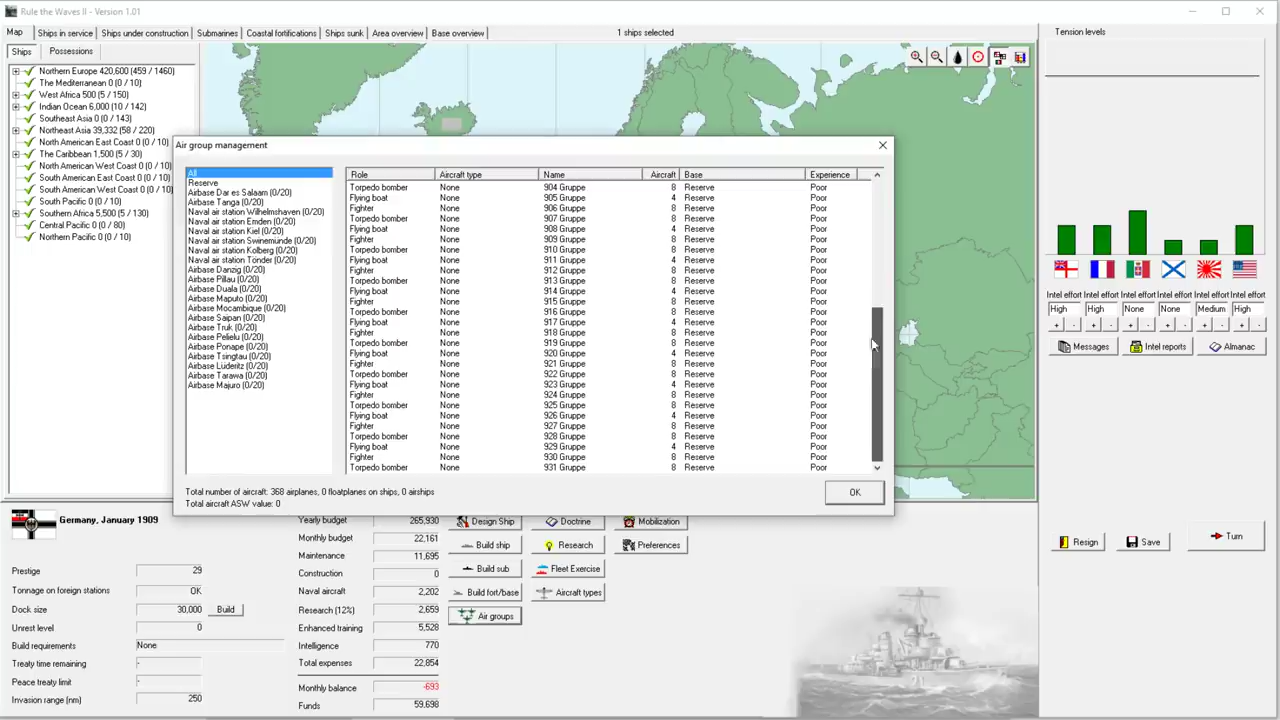 Rule the Waves II - Version 1.01
Map Ships in service Ships under construction Submarines Coastal fortifications Ships sunk Area overview Base overview 1 ships selected
Tension levels
Ships Possessions
Northern Europe 420,600 (459 / 1460)
The Mediterranean 0 (0 / 10)
West Africa 500 (5 / 150)
Indian Ocean 6,000 (10 / 142)
Southeast Asia 0 (0 / 143)
Northeast Asia 39,332 (58 / 220)
North American East Coast 0 (0 / 10)
The Caribbean 1,500 (5 / 30)
North American West Coast 0 (0 / 10)
South American East Coast 0 (0 / 10)
South American West Coast 0 (0 / 10)
South Pacific 0 (0 / 10)
Southern Africa 5,500 (5 / 130)
Central Pacific 0 (0 / 80)
Northern Pacific 0 (0 / 10)
Air group management
All
Reserve
Airbase Dar es Salaam (0/20)
Airbase Tanga (0/20)
Naval air station Wilhelmshaven (0/20)
Naval air station Emden (0/20)
Naval air station Kiel (0/20)
Naval air station Swinemünde (0/20)
Naval air station Kolberg (0/20)
Naval air station Tönder (0/20)
Airbase Danzig (0/20)
Airbase Pillau (0/20)
Airbase Duala (0/20)
Airbase Maputo (0/20)
Airbase Mocambique (0/20)
Airbase Saipan (0/20)
Airbase Truk (0/20)
Airbase Pelielu (0/20)
Airbase Ponape (0/20)
Airbase Tsingtau (0/20)
Airbase Lüderitz (0/20)
Airbase Tarawa (0/20)
Airbase Majuro (0/20)
Role Aircraft type Name Aircraft Base Experience
Torpedo bomber None 904 Gruppe 8 Reserve Poor
Flying boat None 905 Gruppe 4 Reserve Poor
Fighter None 906 Gruppe 8 Reserve Poor
Torpedo bomber None 907 Gruppe 8 Reserve Poor
Flying boat None 908 Gruppe 4 Reserve Poor
Fighter None 909 Gruppe 8 Reserve Poor
Torpedo bomber None 910 Gruppe 8 Reserve Poor
Flying boat None 911 Gruppe 4 Reserve Poor
Fighter None 912 Gruppe 8 Reserve Poor
Torpedo bomber None 913 Gruppe 8 Reserve Poor
Flying boat None 914 Gruppe 4 Reserve Poor
Fighter None 915 Gruppe 8 Reserve Poor
Torpedo bomber None 916 Gruppe 8 Reserve Poor
Flying boat None 917 Gruppe 4 Reserve Poor
Fighter None 918 Gruppe 8 Reserve Poor
Torpedo bomber None 919 Gruppe 8 Reserve Poor
Flying boat None 920 Gruppe 4 Reserve Poor
Fighter None 921 Gruppe 8 Reserve Poor
Torpedo bomber None 922 Gruppe 8 Reserve Poor
Flying boat None 923 Gruppe 4 Reserve Poor
Fighter None 924 Gruppe 8 Reserve Poor
Torpedo bomber None 925 Gruppe 8 Reserve Poor
Flying boat None 926 Gruppe 4 Reserve Poor
Fighter None 927 Gruppe 8 Reserve Poor
Torpedo bomber None 928 Gruppe 8 Reserve Poor
Flying boat None 929 Gruppe 4 Reserve Poor
Fighter None 930 Gruppe 8 Reserve Poor
Torpedo bomber None 931 Gruppe 8 Reserve Poor
Total number of aircraft: 368 airplanes, 0 floatplanes on ships, 0 airships
Total aircraft ASW value: 0
OK
Intel effort Intel effort Intel effort Intel effort Intel effort Intel effort
High High None None Medium High
+ - + - + - + - + - + -
Messages Intel reports Almanac
Germany, January 1909
Prestige 29
Tonnage on foreign stations OK
Dock size 30,000 Build
Unrest level 0
Build requirements None
Treaty time remaining -
Peace treaty limit -
Invasion range (nm) 250
Yearly budget 265,930
Monthly budget 22,161
Maintenance 11,695
Construction 0
Naval aircraft 2,202
Research (12%) 2,659
Enhanced training 5,528
Intelligence 770
Total expenses 22,854
Monthly balance -693
Funds 59,698
Design Ship Doctrine Mobilization
Build ship Research Preferences
Build sub Fleet Exercise
Build fort/base Aircraft types
Air groups
Resign Save Turn